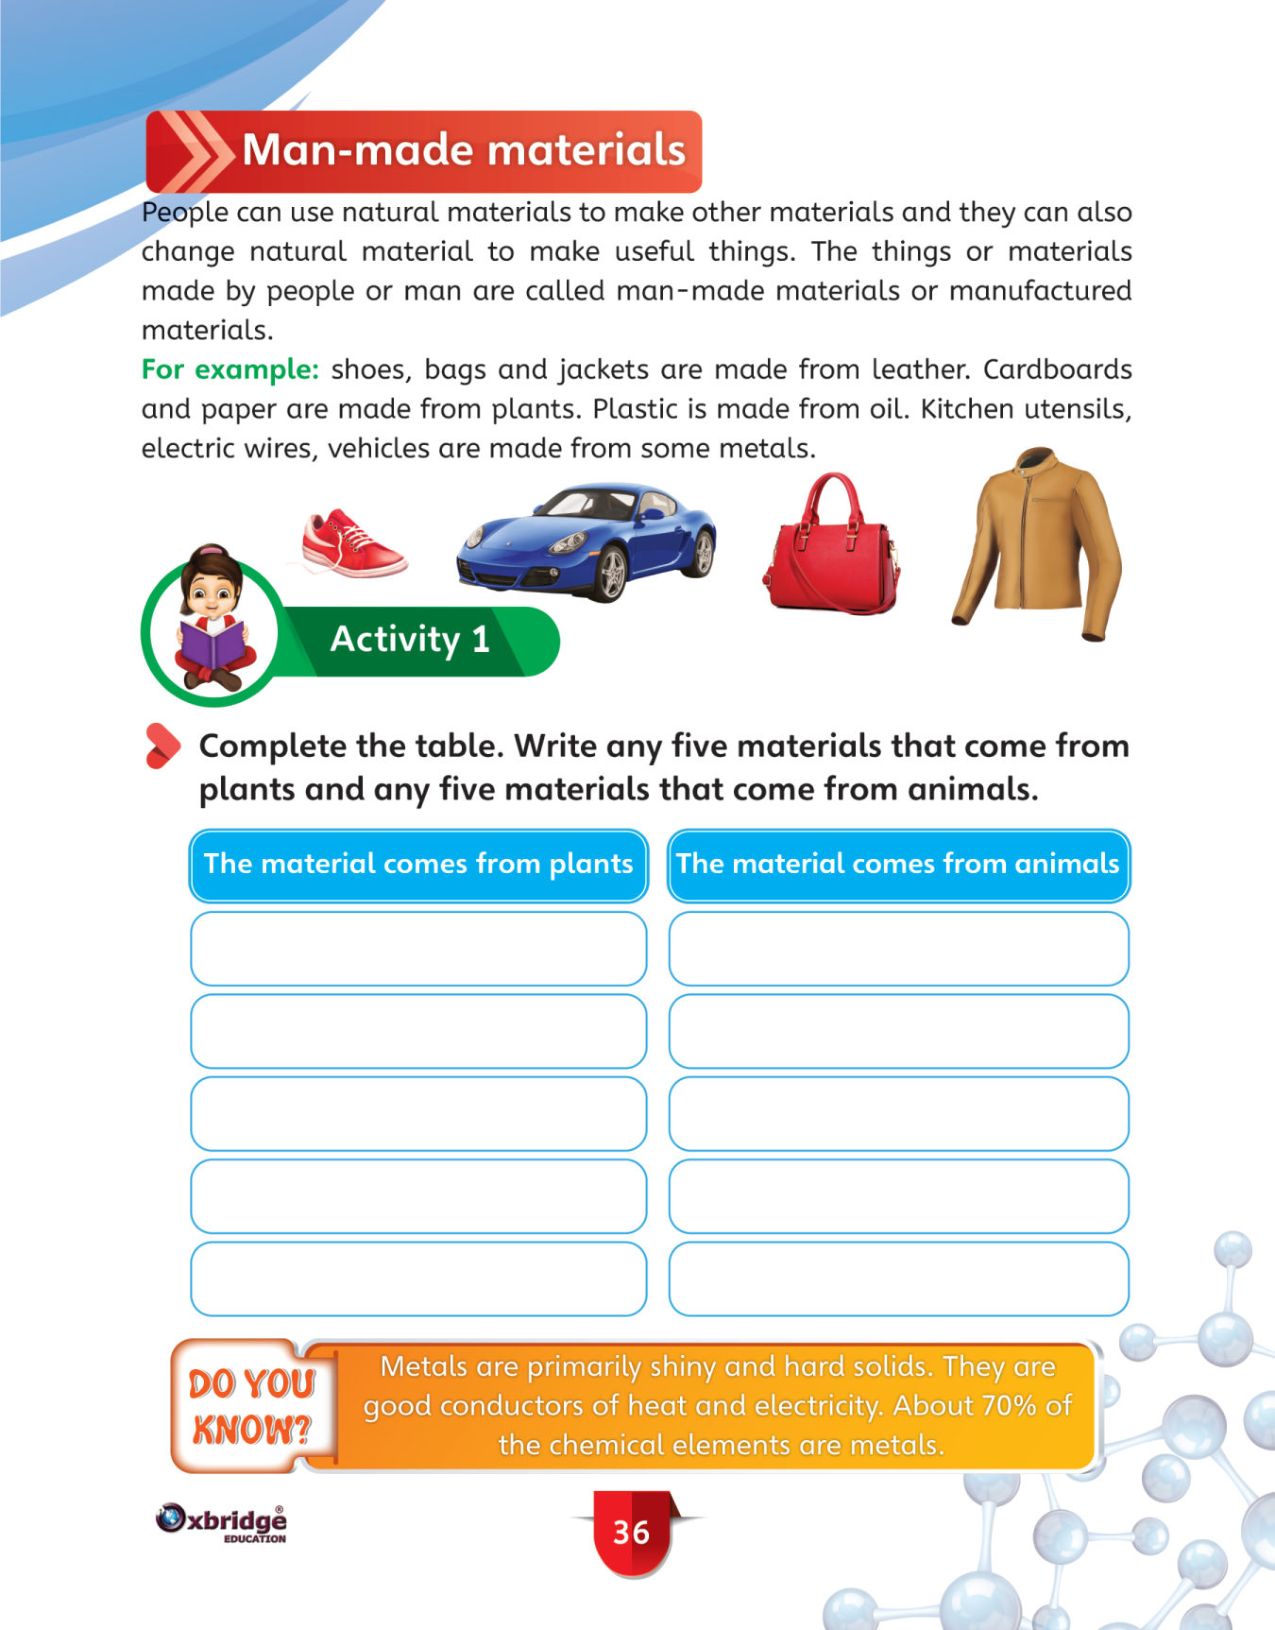 Man-made materials
People can use natural materials to make other materials and they can also
change natural material to make useful things. The things or materials
made by people or man are called man-made materials or manufactured
materials.
For example: shoes, bags and jackets are made from leather. Cardboards
and paper are made from plants. Plastic is made from oil. Kitchen utensils,
electric wires, vehicles are made from some metals.
Activity 1
Complete the table. Write any five materials that come from
plants and any five materials that come from animals.
The material comes from plants
The material comes from animals
DO YOU
KNOW?
Metals are primarily shiny and hard solids. They are
good conductors of heat and electricity. About 70% of
the chemical elements are metals.
Oxbridge®
EDUCATION
36